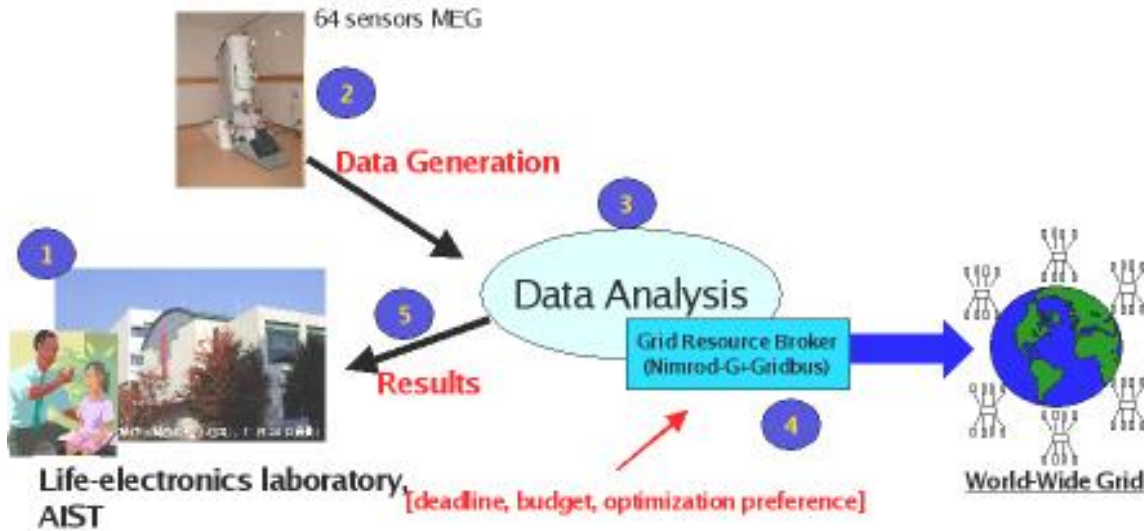 64 sensors MEG
2
Data Generation
3
1
Data Analysis
5
Grid Resource Broker
(Nimrod-G+Gridbus)
Results
4
Life-electronics laboratory,
AIST
[deadline, budget, optimization preference]
World-Wide Grid